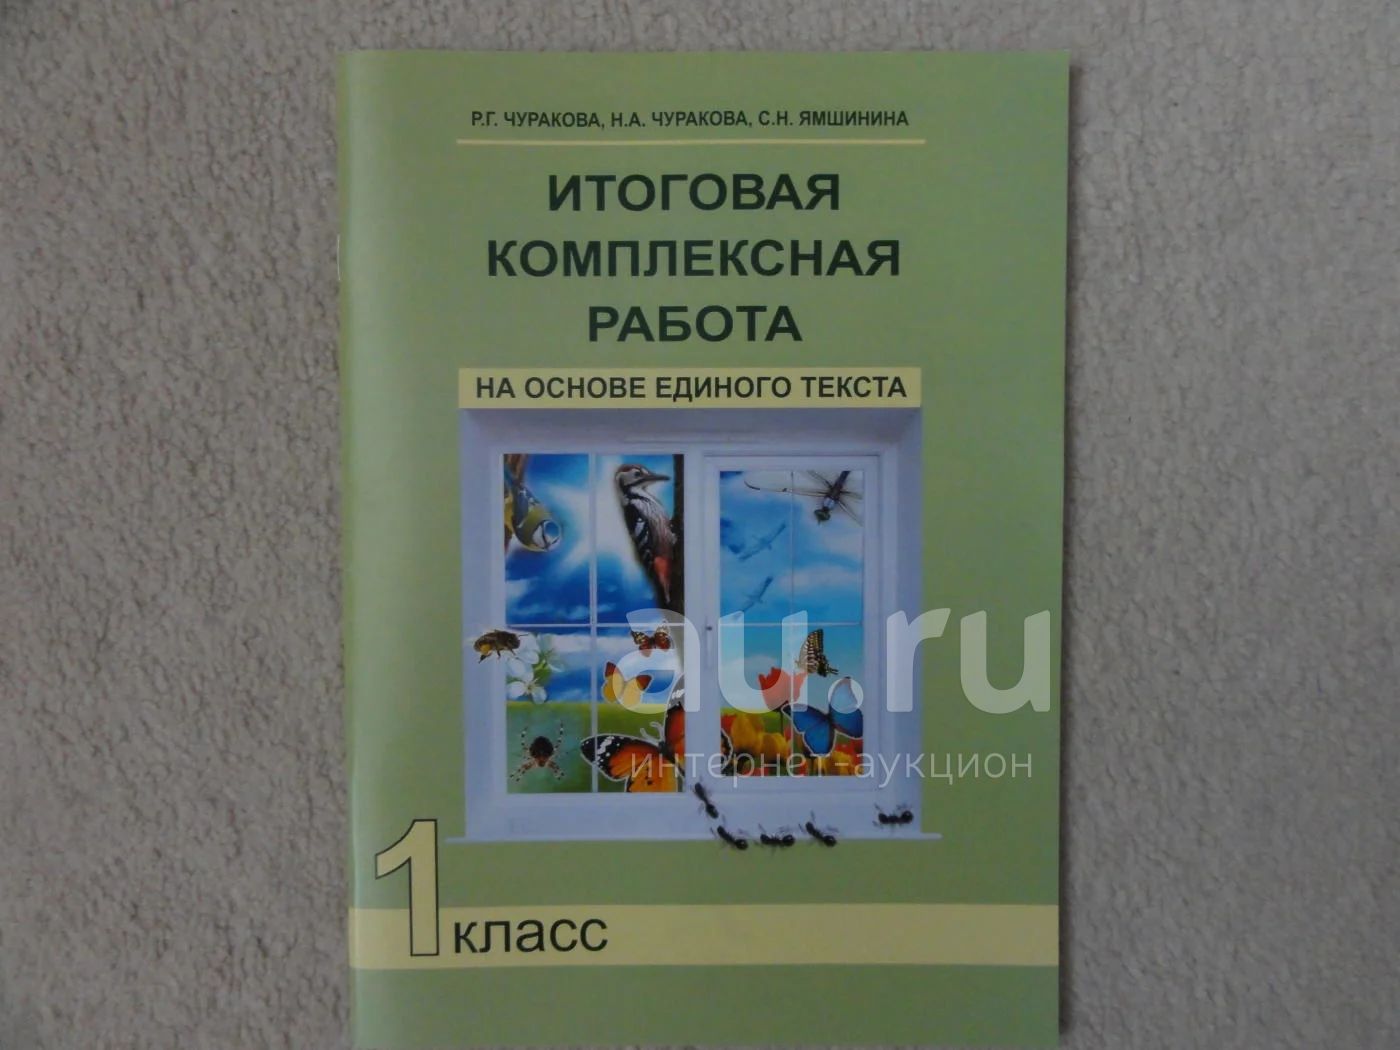 Р.Г. ЧУРАКОВА, Н.А. ЧУРАКОВА, С.Н. ЯМШИНИНА
ИТОГОВАЯ
КОМПЛЕКСНАЯ
РАБОТА
НА ОСНОВЕ ЕДИНОГО ТЕКСТА
au.ru
интернет-аукцион
1 класс